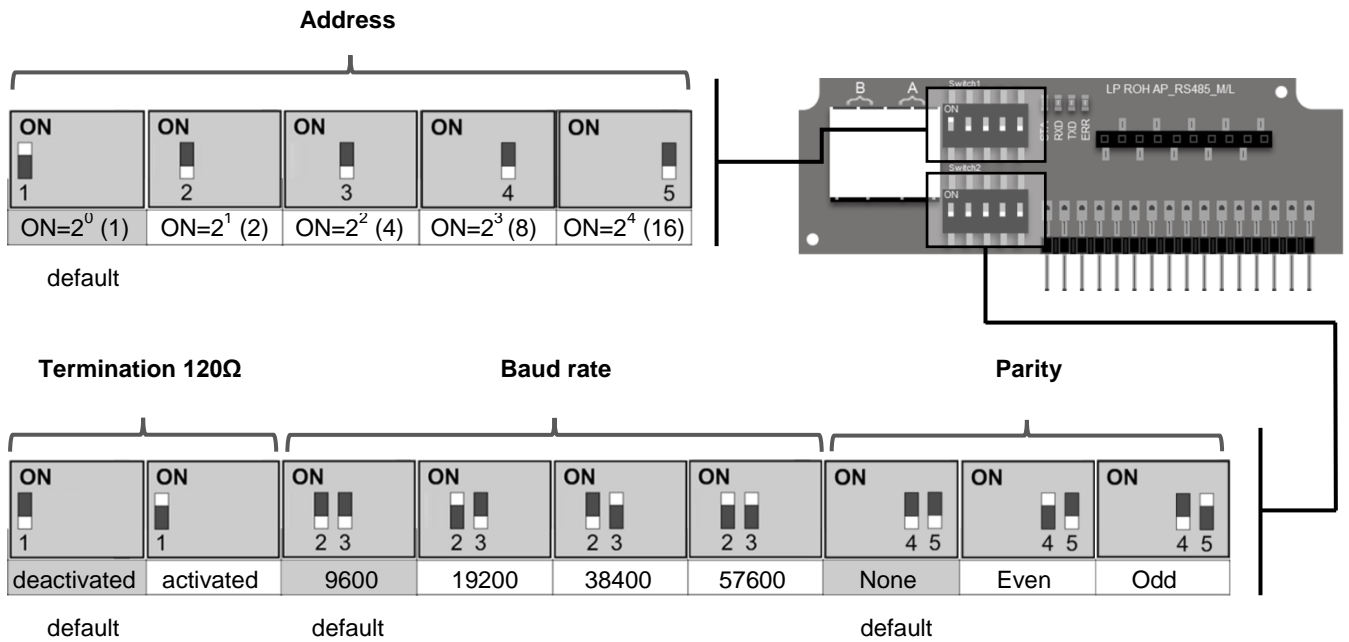 Address
Switch1
B A LP ROH AP_RS485_M/L
ON
STA RXD TXD ERR
Switch2
ON
ON ON ON ON ON
1 2 3 4 5
ON=2⁰ (1) ON=2¹ (2) ON=2² (4) ON=2³ (8) ON=2⁴ (16)
default
Termination 120Ω Baud rate Parity
ON ON ON ON ON ON ON ON ON
1 1 2 3 2 3 2 3 2 3 4 5 4 5 4 5
deactivated activated 9600 19200 38400 57600 None Even Odd
default default default